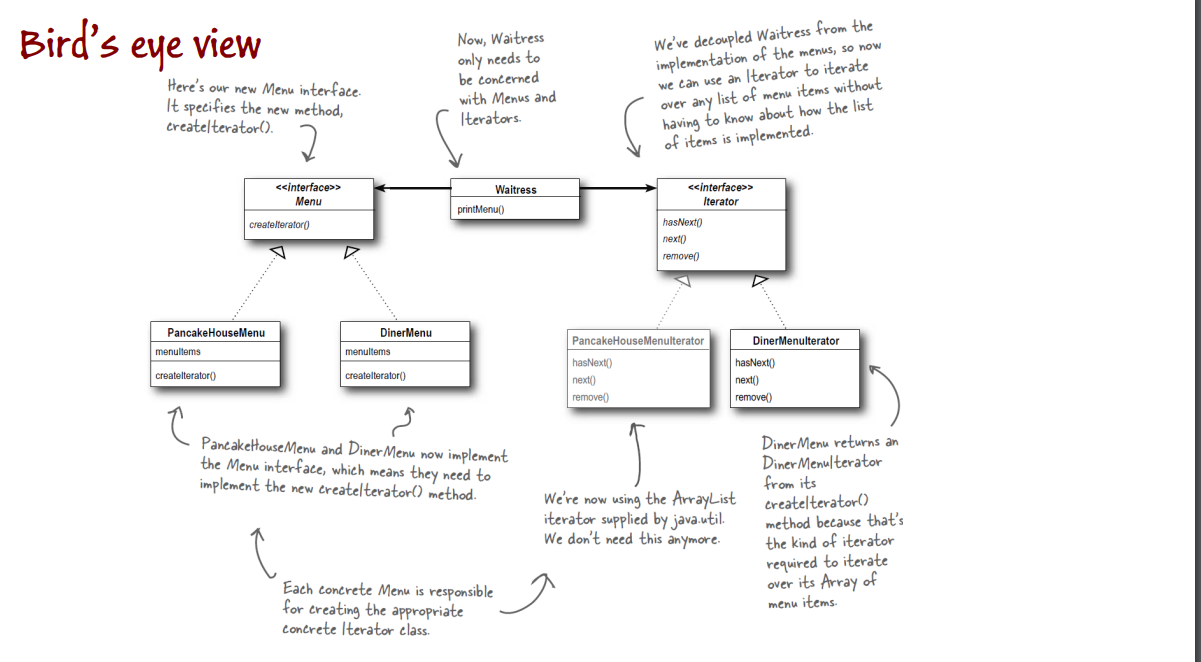 Bird's eye view
Here's our new Menu interface.
It specifies the new method,
createIterator().
Now, Waitress
only needs to
be concerned
with Menus and
Iterators.
We've decoupled Waitress from the
implementation of the menus, so now
we can use an Iterator to iterate
over any list of menu items without
having to know about how the list
of items is implemented.
<<interface>>
Menu
createIterator()
Waitress
printMenu()
<<interface>>
Iterator
hasNext()
next()
remove()
PancakeHouseMenu
menuItems
createIterator()
DinerMenu
menuItems
createIterator()
PancakeHouseMenuIterator
hasNext()
next()
remove()
DinerMenuIterator
hasNext()
next()
remove()
PancakeHouseMenu and DinerMenu now implement
the Menu interface, which means they need to
implement the new createIterator() method.
We're now using the ArrayList
iterator supplied by java.util.
We don't need this anymore.
DinerMenu returns an
DinerMenuIterator
from its
createIterator()
method because that's
the kind of iterator
required to iterate
over its Array of
menu items.
Each concrete Menu is responsible
for creating the appropriate
concrete Iterator class.